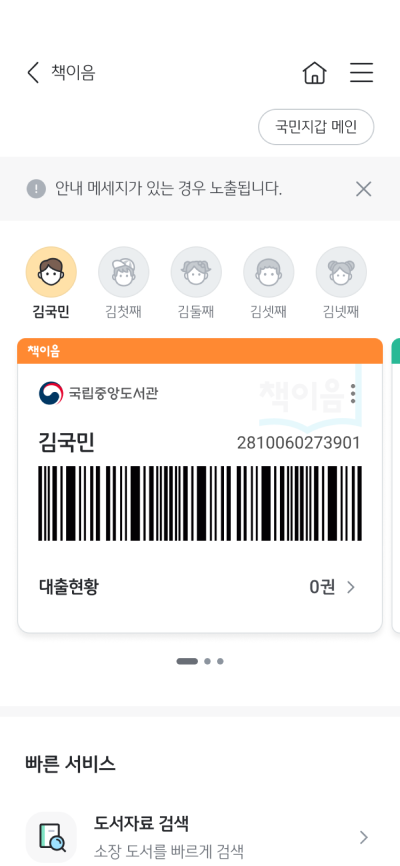 책이음
국민지갑 메인
안내 메세지가 있는 경우 노출됩니다.
김국민 김첫째 김둘째 김셋째 김넷째
책이음
국립중앙도서관
책이음
김국민 2810060273901
대출현황 0권
빠른 서비스
도서자료 검색
소장 도서를 빠르게 검색